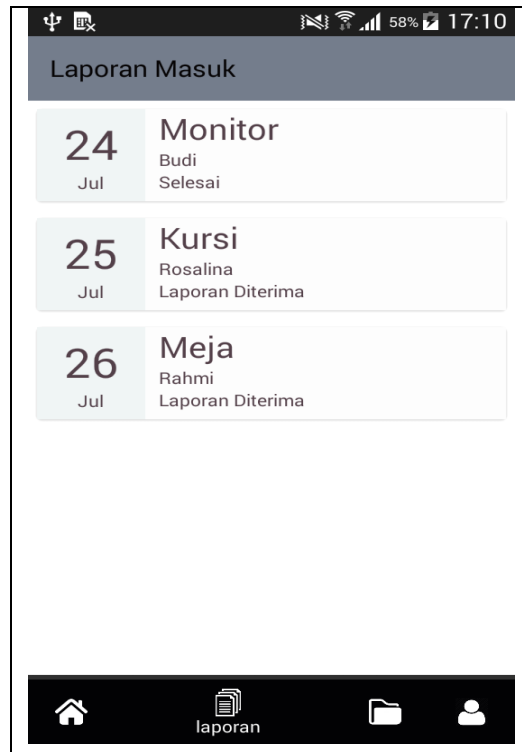 58% 17:10
Laporan Masuk
24
Jul
Monitor
Budi
Selesai
25
Jul
Kursi
Rosalina
Laporan Diterima
26
Jul
Meja
Rahmi
Laporan Diterima
laporan